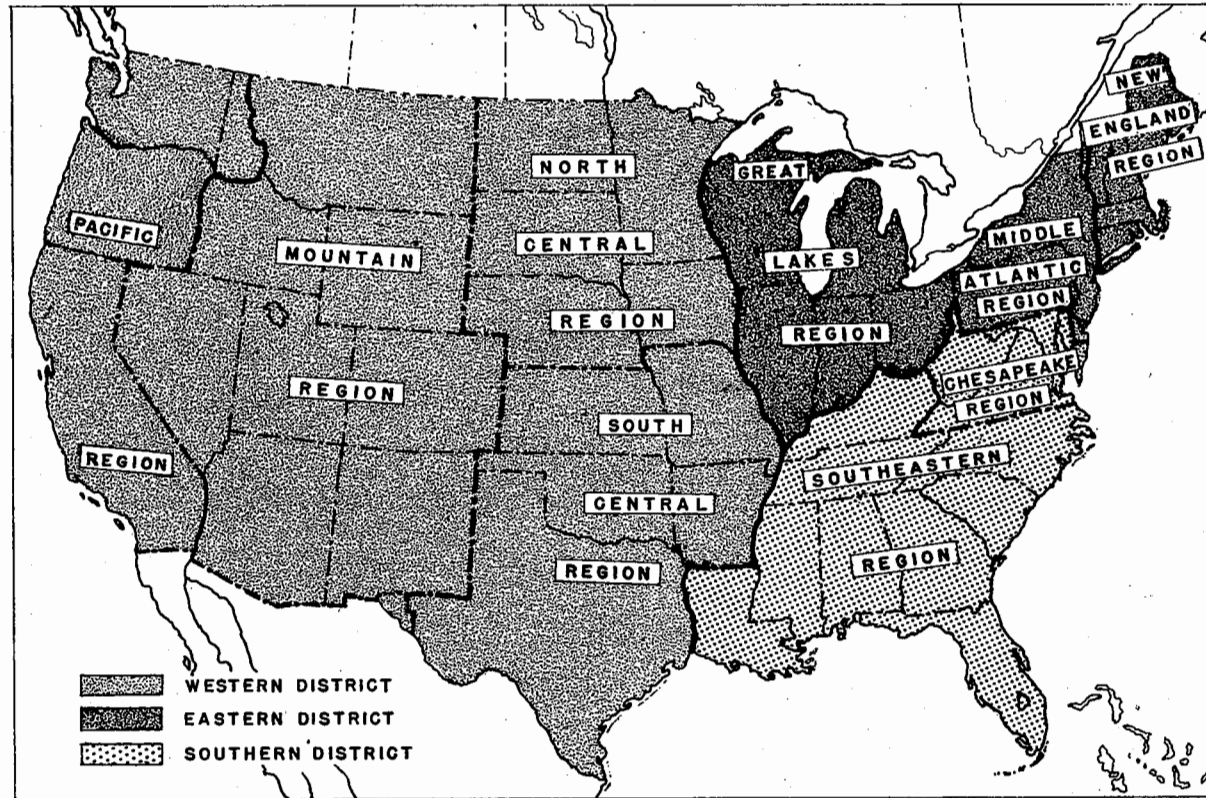 NEW
ENGLAND
REGION
NORTH
CENTRAL
REGION
GREAT
LAKES
REGION
PACIFIC
REGION
MOUNTAIN
REGION
MIDDLE
ATLANTIC
REGION
CHESAPEAKE
REGION
SOUTH
CENTRAL
REGION
SOUTHEASTERN
REGION
WESTERN DISTRICT
EASTERN DISTRICT
SOUTHERN DISTRICT